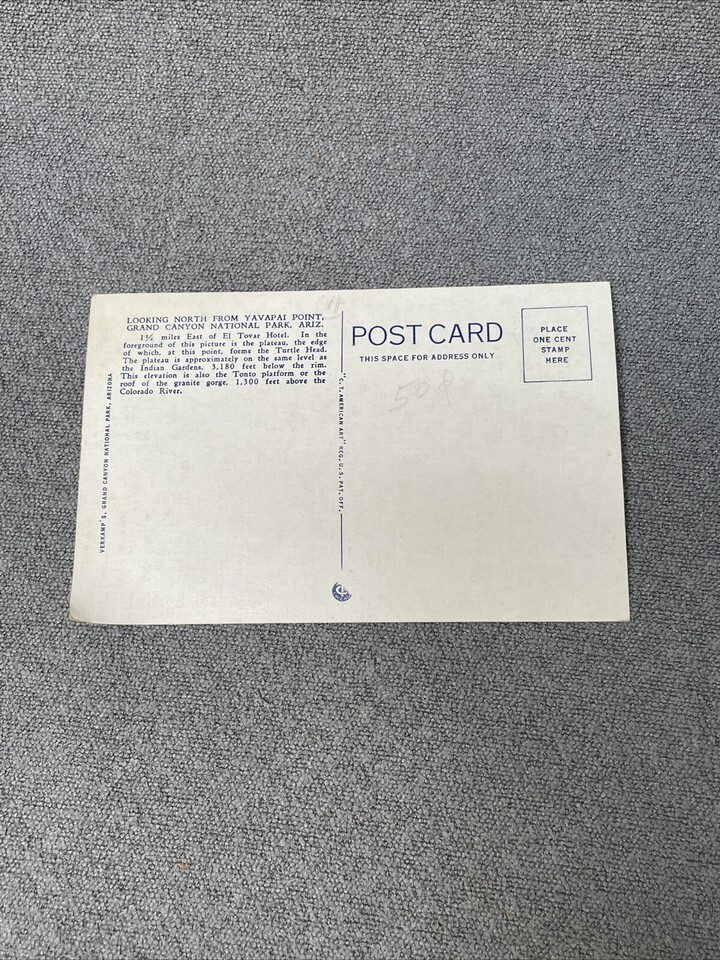 LOOKING NORTH FROM YAVAPAI POINT,
GRAND CANYON NATIONAL PARK, ARIZ.
1½ miles East of El Tovar Hotel. In the
foreground of this picture is the plateau, the edge
of which, at this point, forms the Turtle Head.
The plateau is approximately on the same level as
the Indian Gardens, 3,180 feet below the rim.
This elevation is also the Tonto platform or the
roof of the granite gorge, 1,300 feet above the
Colorado River.
VERKAMP'S, GRAND CANYON NATIONAL PARK, ARIZONA
"C. T. AMERICAN ART" REG. U. S. PAT. OFF.
POST CARD
THIS SPACE FOR ADDRESS ONLY
PLACE
ONE CENT
STAMP
HERE